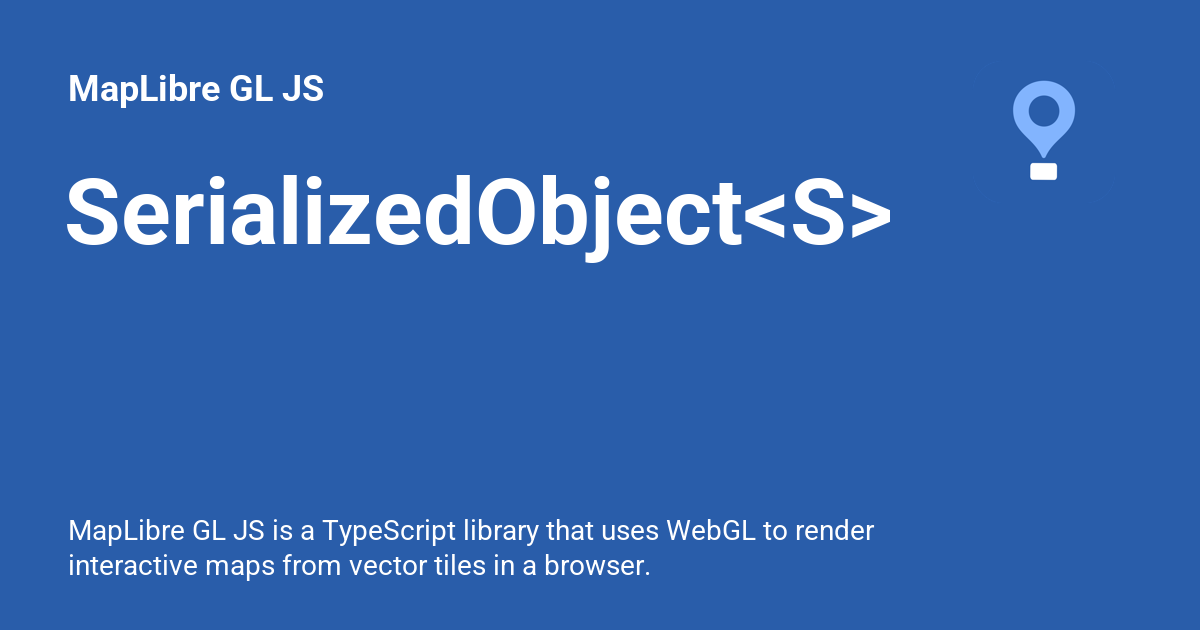 MapLibre GL JS
SerializedObject<S>
MapLibre GL JS is a TypeScript library that uses WebGL to render
interactive maps from vector tiles in a browser.